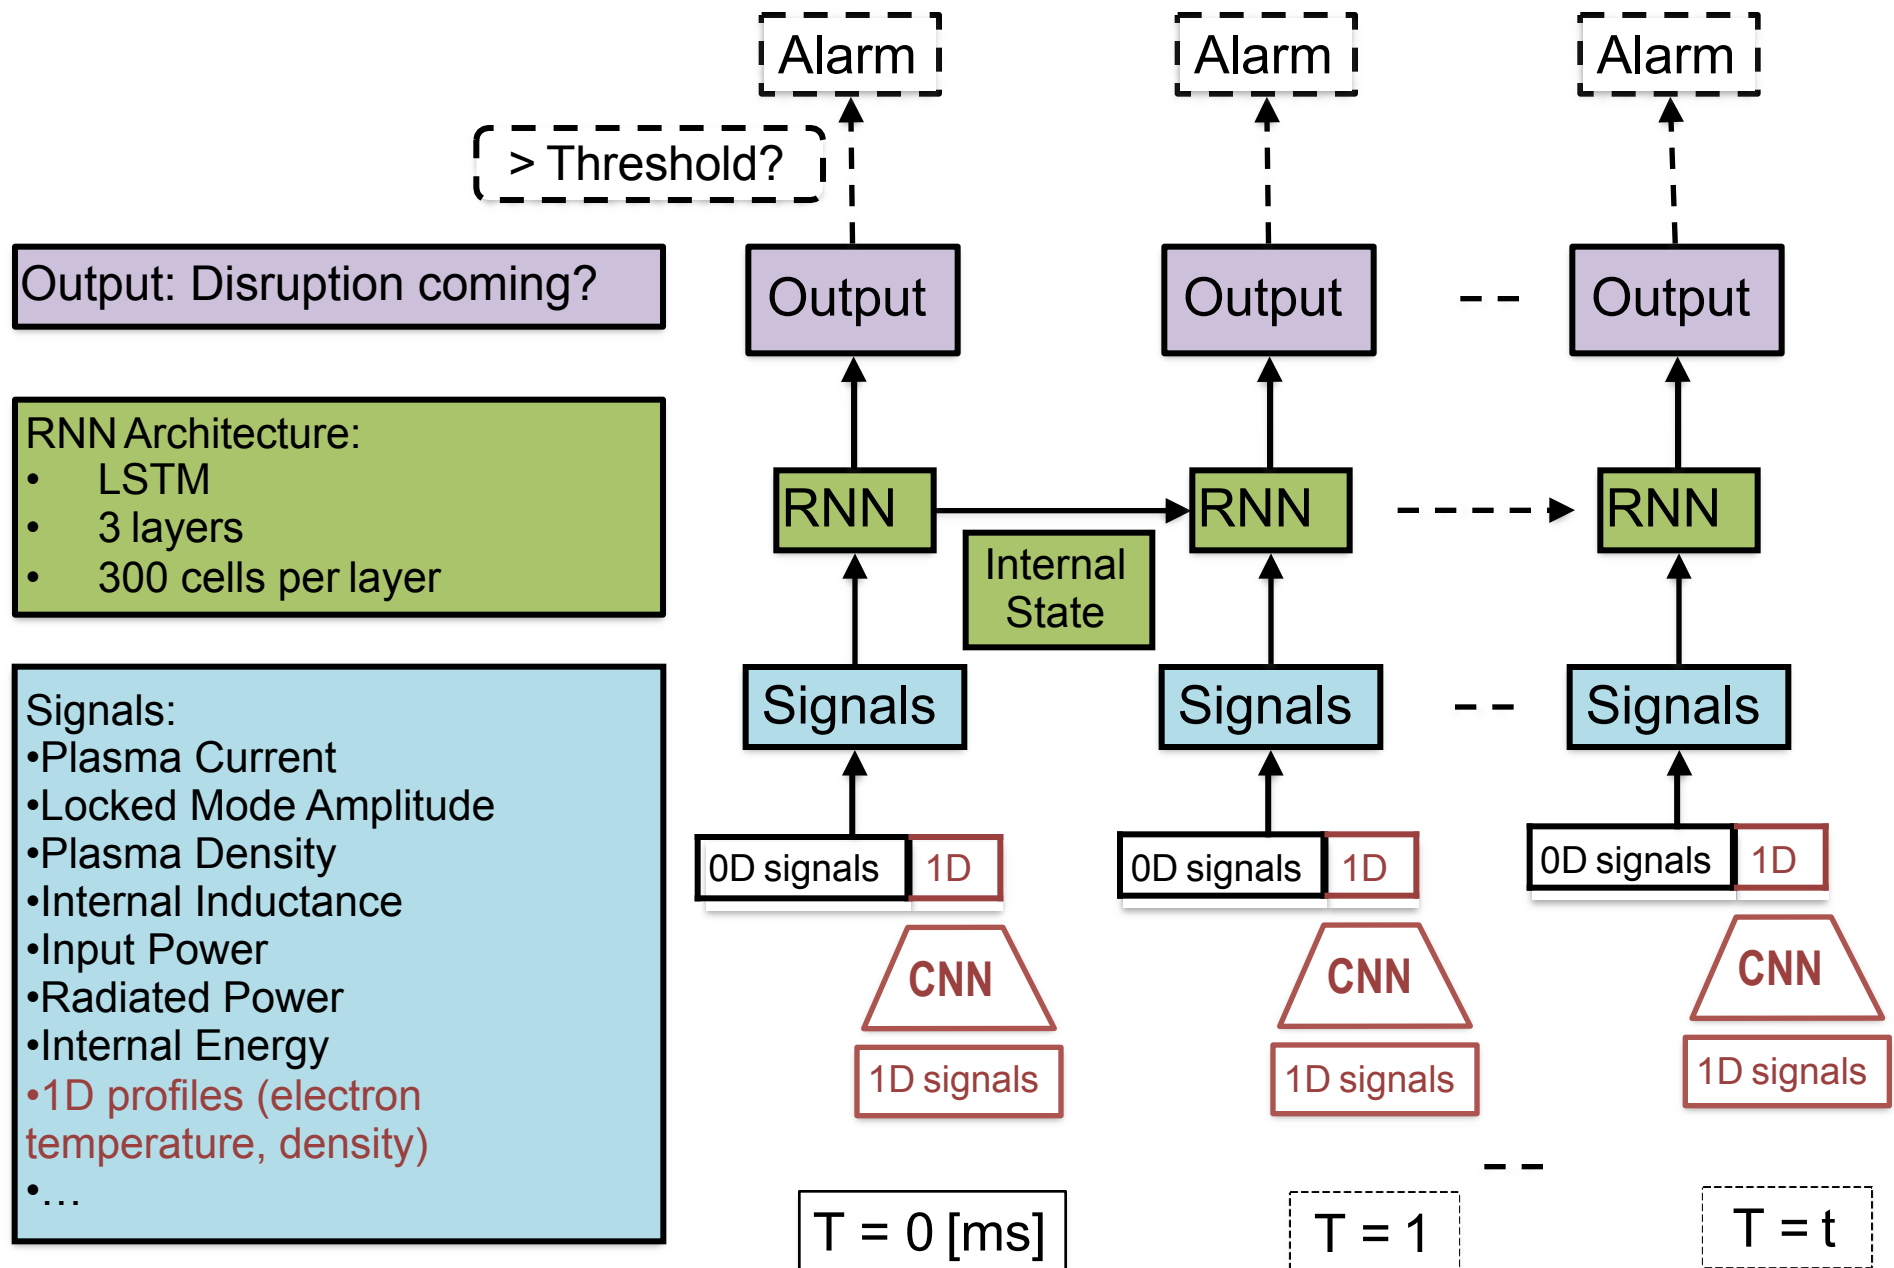 Alarm
Alarm
Alarm
> Threshold?
Output: Disruption coming?
Output
Output
Output
RNN Architecture:
• LSTM
• 3 layers
• 300 cells per layer
RNN
RNN
RNN
Internal
State
Signals:
•Plasma Current
•Locked Mode Amplitude
•Plasma Density
•Internal Inductance
•Input Power
•Radiated Power
•Internal Energy
•1D profiles (electron
temperature, density)
•…
Signals
Signals
Signals
0D signals
1D
0D signals
1D
0D signals
1D
CNN
CNN
CNN
1D signals
1D signals
1D signals
T = 0 [ms]
T = 1
T = t